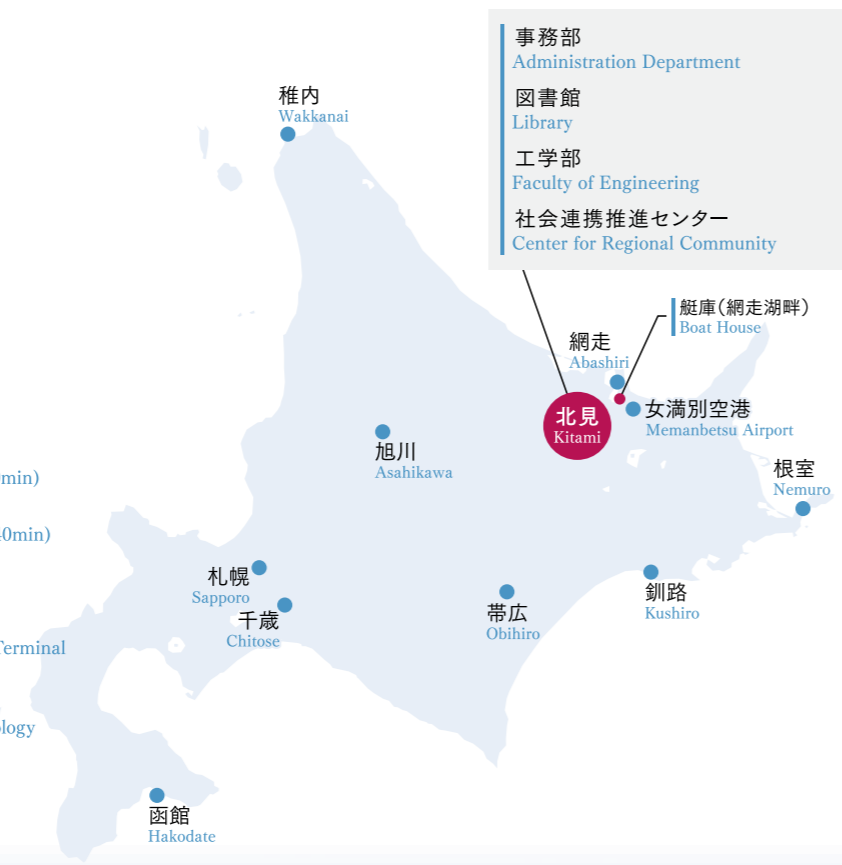 事務部
Administration Department
図書館
Library
工学部
Faculty of Engineering
社会連携推進センター
Center for Regional Community
稚内
Wakkanai
艇庫(網走湖畔)
Boat House
網走
Abashiri
北見
Kitami
女満別空港
Memanbetsu Airport
旭川
Asahikawa
根室
Nemuro
min)
0min)
札幌
Sapporo
千歳
Chitose
帯広
Obihiro
釧路
Kushiro
Terminal
logy
函館
Hakodate